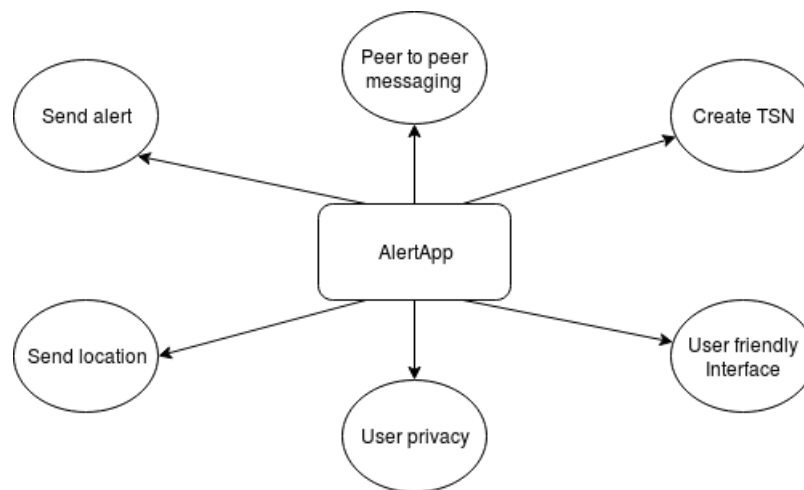 Peer to peer
messaging
Send alert
Create TSN
AlertApp
Send location
User friendly
Interface
User privacy